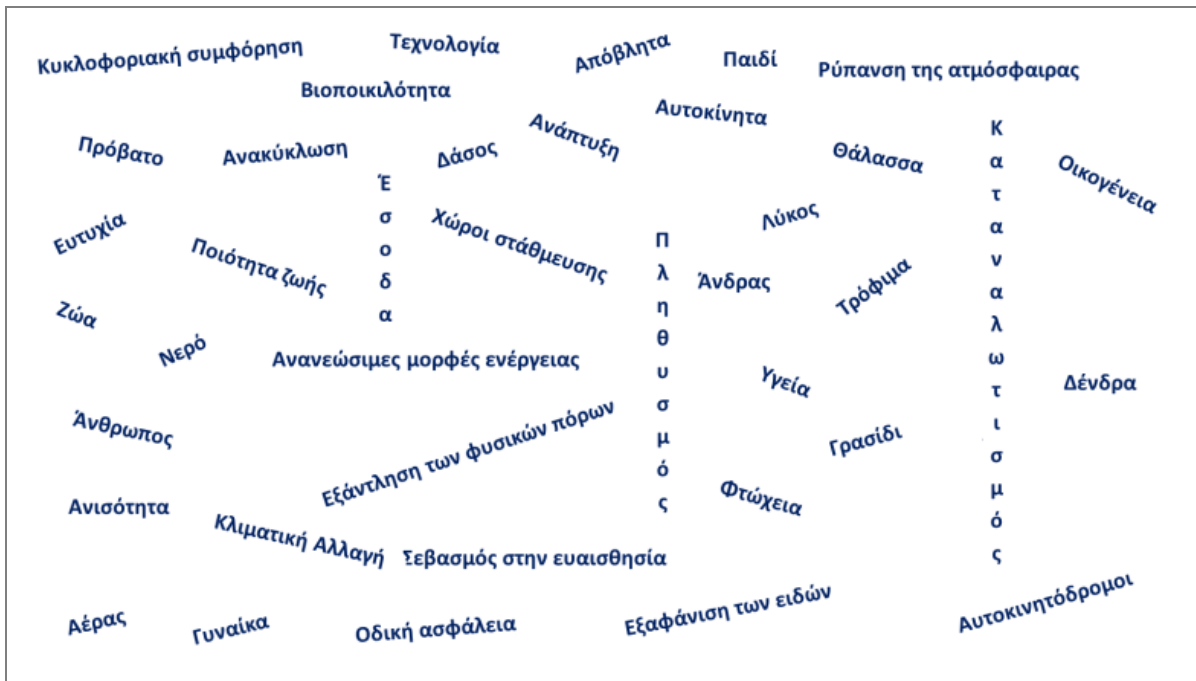 Κυκλοφοριακή συμφόρηση
Τεχνολογία
Απόβλητα
Παιδί
Ρύπανση της ατμόσφαιρας
Βιοποικιλότητα
Αυτοκίνητα
Πρόβατο
Ανακύκλωση
Δάσος
Ανάπτυξη
Θάλασσα
Καταναλωτισμός
Οικογένεια
Έσοδα
Ευτυχία
Ποιότητα ζωής
Χώροι στάθμευσης
Λύκος
Πληθυσμός
Άνδρας
Τρόφιμα
Ζώα
Νερό
Ανανεώσιμες μορφές ενέργειας
Υγεία
Δένδρα
Άνθρωπος
Εξάντληση των φυσικών πόρων
Γρασίδι
Ανισότητα
Κλιματική Αλλαγή
Φτώχεια
Σεβασμός στην ευαισθησία
Αέρας
Γυναίκα
Οδική ασφάλεια
Εξαφάνιση των ειδών
Αυτοκινητόδρομοι